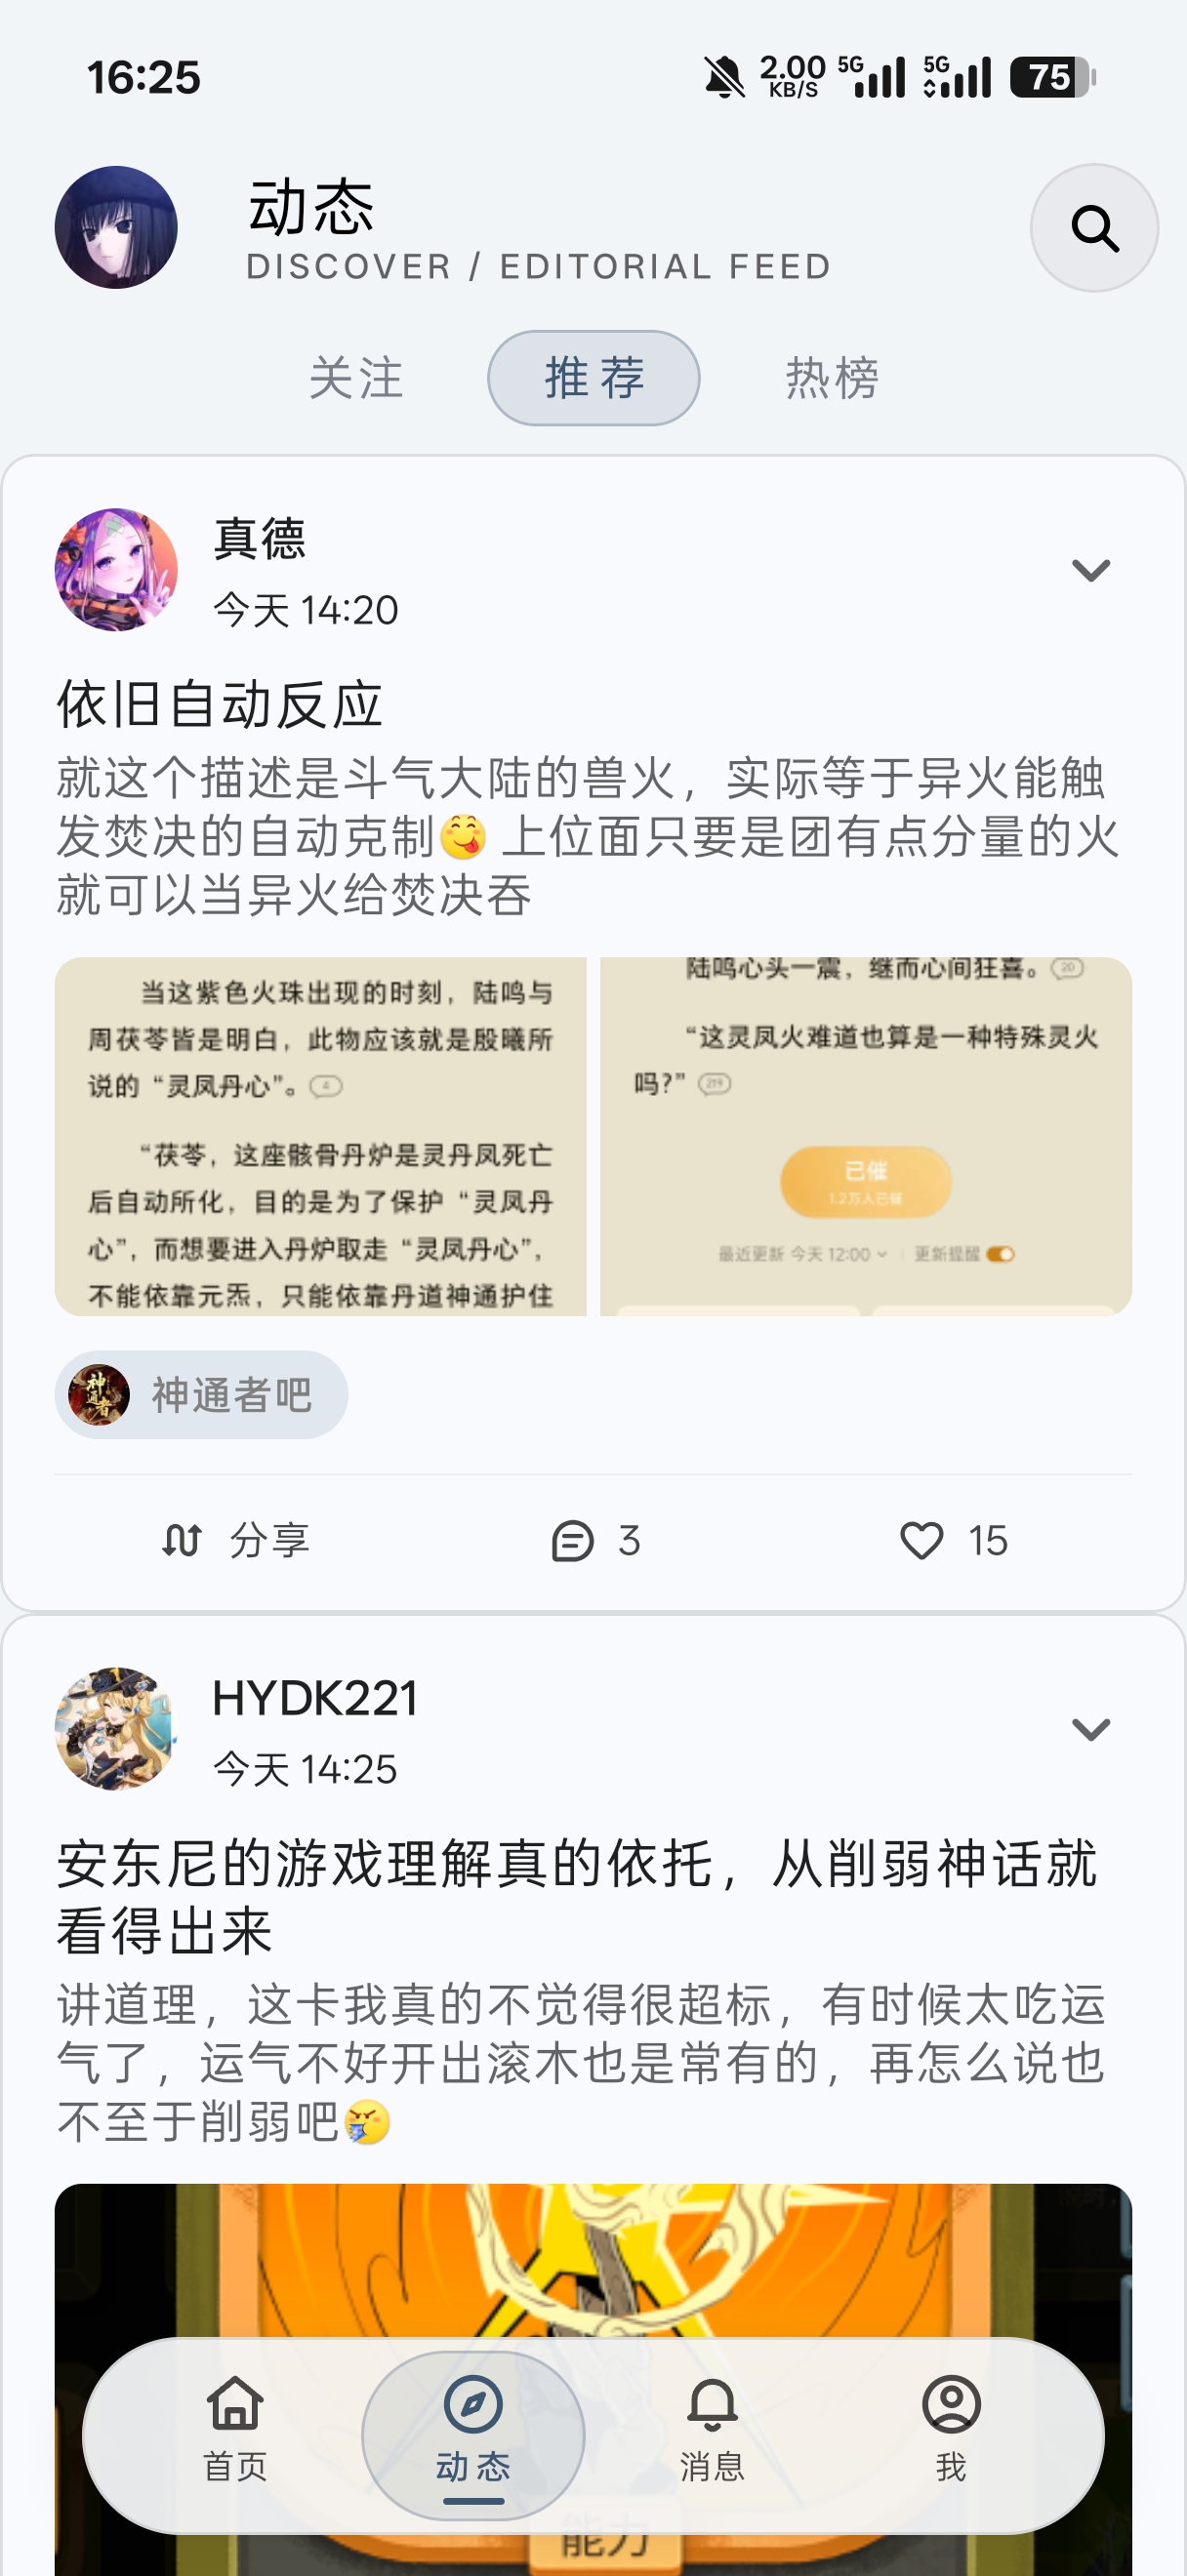 16:25
2.00
KB/S
5G
5G
75
动态
DISCOVER / EDITORIAL FEED
关注
推荐
热榜
真德
今天 14:20
依旧自动反应
就这个描述是斗气大陆的兽火，实际等于异火能触
发焚决的自动克制😋 上位面只要是团有点分量的火
就可以当异火给焚决吞
当这紫色火珠出现的时刻，陆鸣与
周茯苓皆是明白，此物应该就是殷曦所
说的“灵凤丹心”。 4
“茯苓，这座骸骨丹炉是灵丹凤死亡
后自动所化，目的是为了保护“灵凤丹
心”，而想要进入丹炉取走“灵凤丹心”，
不能依靠元炁，只能依靠丹道神通护住
陆鸣心头一震，继而心间狂喜。 20
“这灵凤火难道也算是一种特殊灵火
吗？” 219
已催
1.2万人已催
最近更新 今天 12:00
更新提醒
神通者
神通者吧
分享
3
15
HYDK221
今天 14:25
安东尼的游戏理解真的依托，从削弱神话就
看得出来
讲道理，这卡我真的不觉得很超标，有时候太吃运
气了，运气不好开出滚木也是常有的，再怎么说也
不至于削弱吧
首页
动态
消息
我
能力